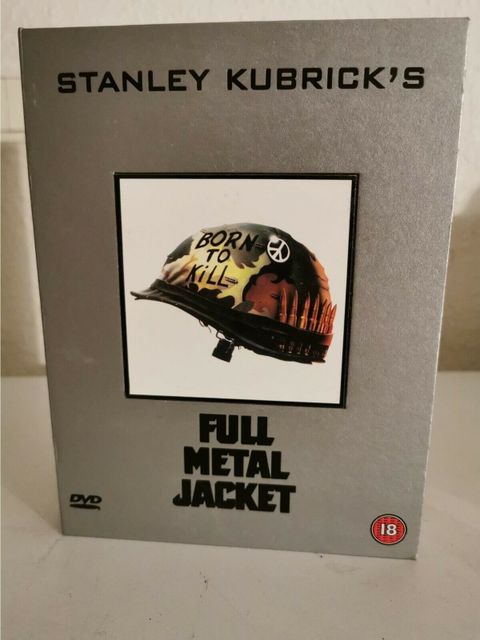 STANLEY KUBRICK'S
BORN
TO
KILL
FULL
METAL
JACKET
DVD
18